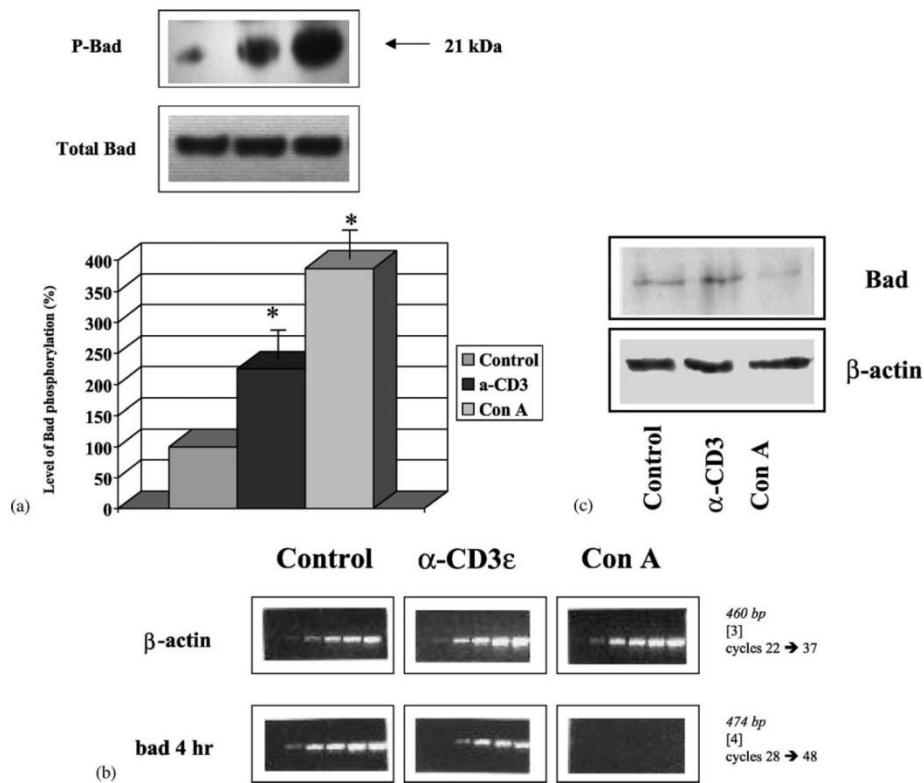 P-Bad
21 kDa
Total Bad
Level of Bad phosphorylation (%)
400
350
300
250
200
150
100
50
0
*
*
Control
a-CD3
Con A
(a)
Bad
β-actin
Control
α-CD3
Con A
(c)
Control α-CD3ε Con A
β-actin
460 bp
[3]
cycles 22 ➔ 37
bad 4 hr
474 bp
[4]
cycles 28 ➔ 48
(b)